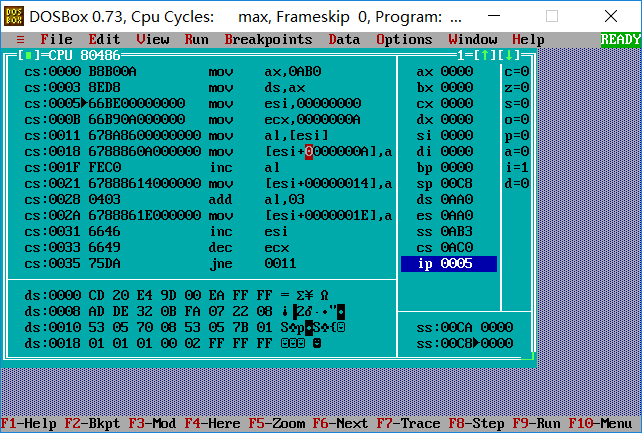 DOSBox 0.73, Cpu Cycles: max, Frameskip 0, Program: ...
≡ File Edit View Run Breakpoints Data Options Window Help READY
[■]=CPU 80486 1=[↑][↓]
cs:0000 B8B00A mov ax,0AB0 ax 0000 c=0
cs:0003 8ED8 mov ds,ax bx 0000 z=0
cs:0005▶66BE00000000 mov esi,00000000 cx 0000 s=0
cs:000B 66B90A000000 mov ecx,0000000A dx 0000 o=0
cs:0011 678A8600000000 mov al,[esi] si 0000 p=0
cs:0018 6788860A000000 mov [esi+0000000A],a di 0000 a=0
cs:001F FEC0 inc al bp 0000 i=1
cs:0021 67888614000000 mov [esi+00000014],a sp 00C8 d=0
cs:0028 0403 add al,03 ds 0AA0
cs:002A 6788861E000000 mov [esi+0000001E],a es 0AA0
cs:0031 6646 inc esi ss 0AB3
cs:0033 6649 dec ecx cs 0AC0
cs:0035 75DA jne 0011 ip 0005
ds:0000 CD 20 E4 9D 00 EA FF FF = Σ¥ Ω
ds:0008 AD DE 32 0B FA 07 22 08
ds:0010 53 05 70 08 53 05 7B 01 S♣p◘S♣{☺ ss:00CA 0000
ds:0018 01 01 01 00 02 FF FF FF ☺☺☺ ☻ ss:00C8▶0000
F1-Help F2-Bkpt F3-Mod F4-Here F5-Zoom F6-Next F7-Trace F8-Step F9-Run F10-Menu